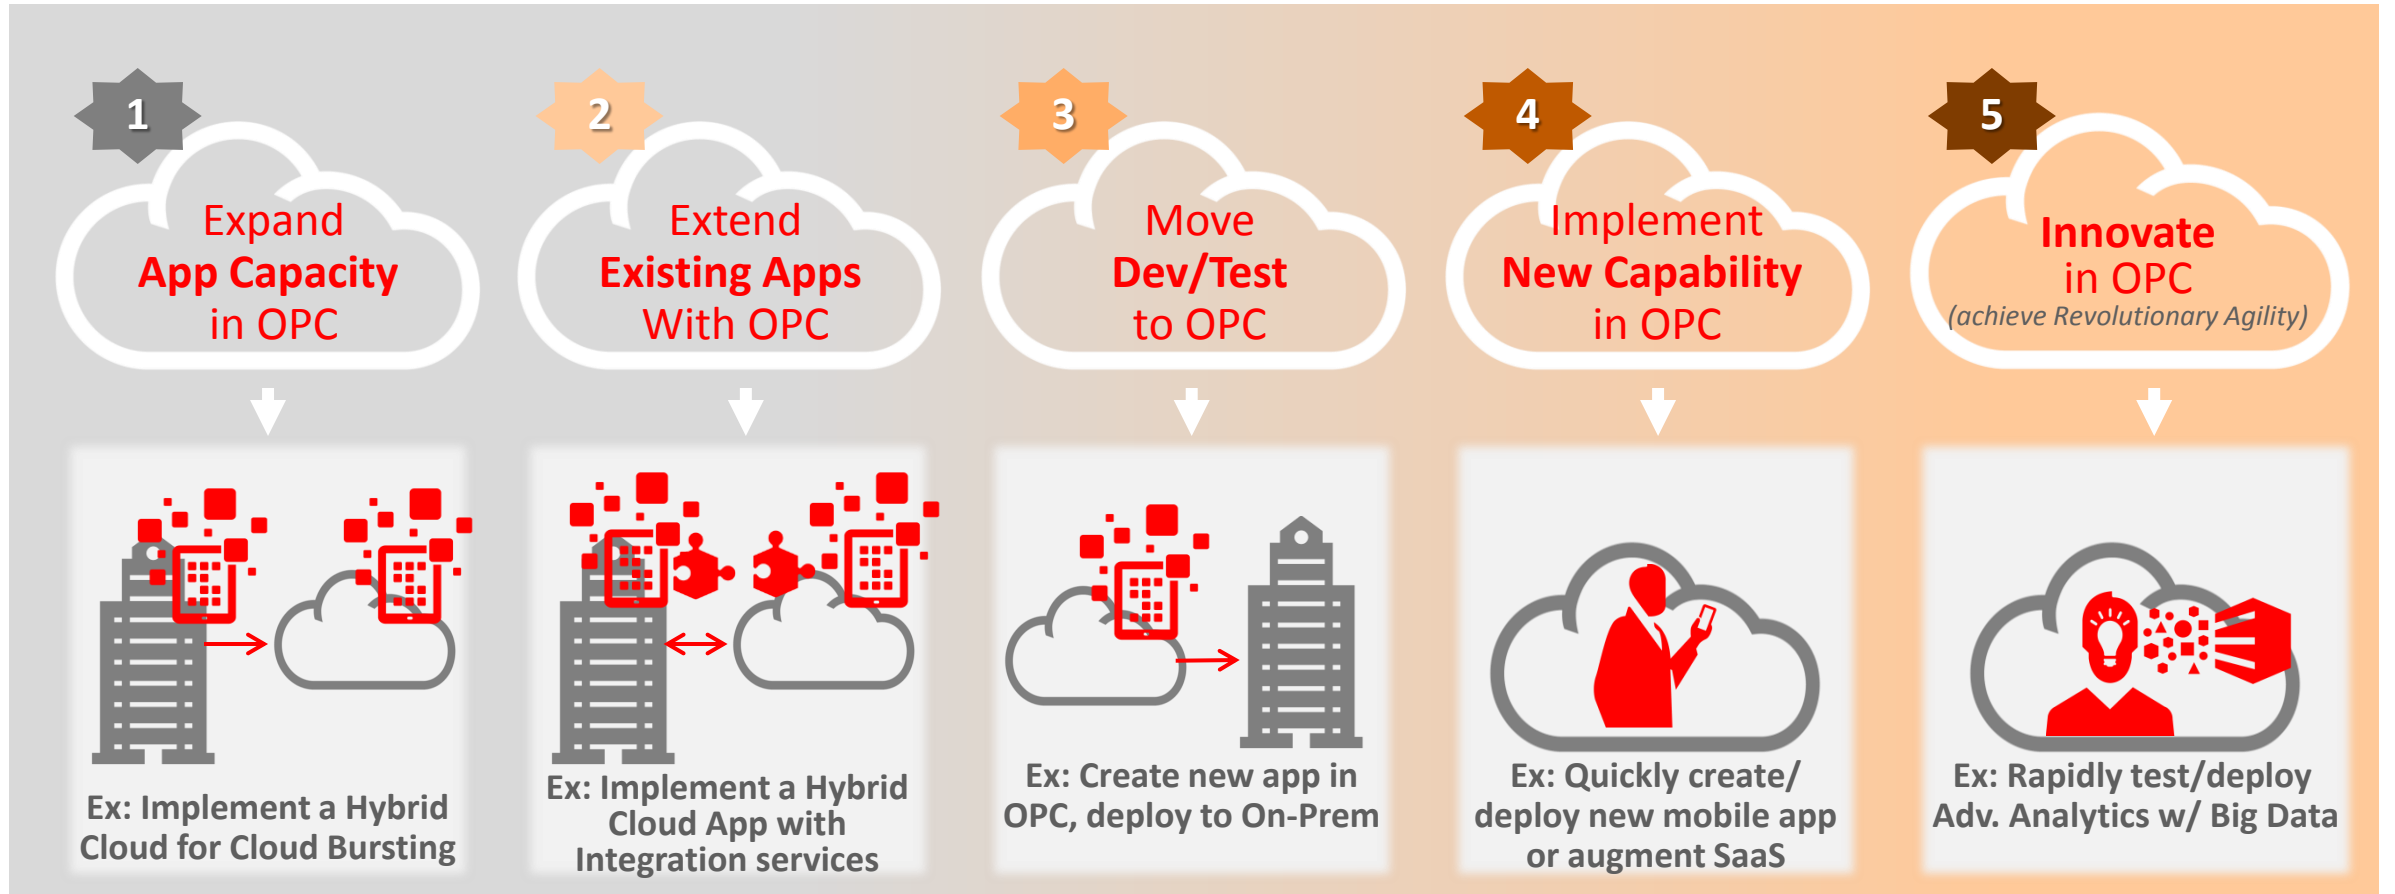 1
Expand
App Capacity
in OPC
Ex: Implement a Hybrid
Cloud for Cloud Bursting
2
Extend
Existing Apps
With OPC
Ex: Implement a Hybrid
Cloud App with
Integration services
3
Move
Dev/Test
to OPC
Ex: Create new app in
OPC, deploy to On-Prem
4
Implement
New Capability
in OPC
Ex: Quickly create/
deploy new mobile app
or augment SaaS
5
Innovate
in OPC
(achieve Revolutionary Agility)
Ex: Rapidly test/deploy
Adv. Analytics w/ Big Data